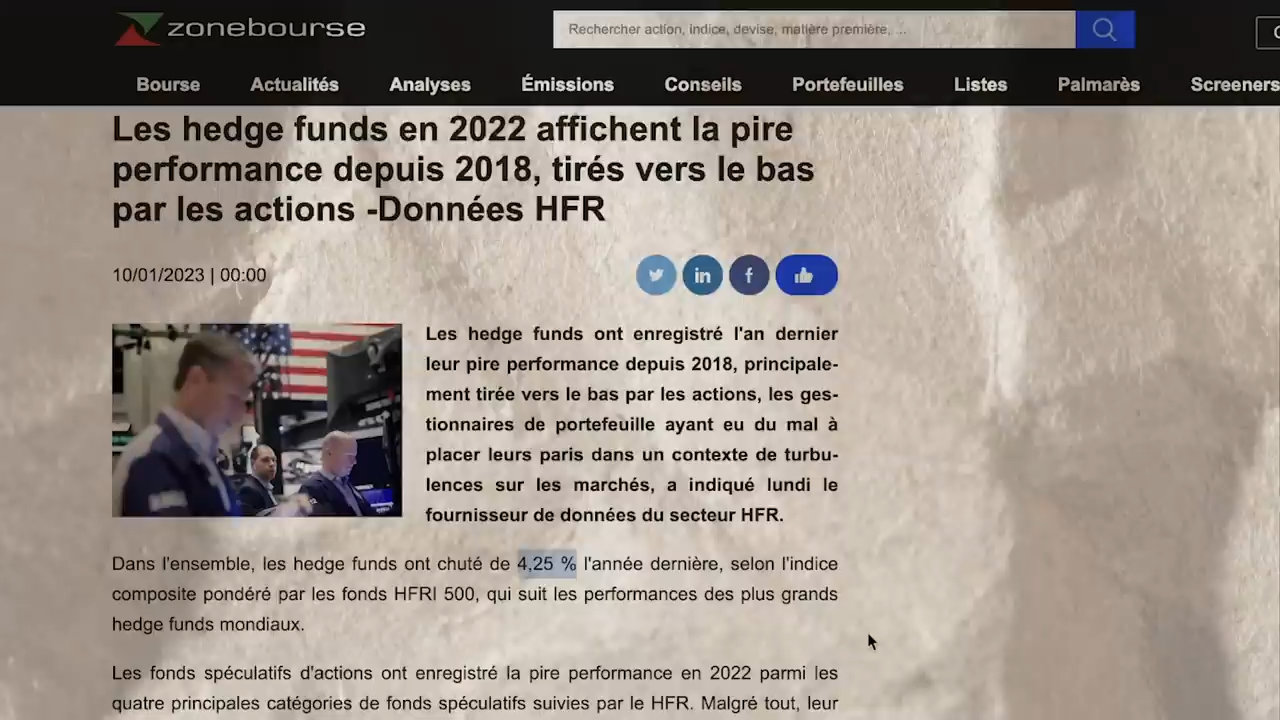 zonebourse
Rechercher action, indice, devise, matière première, ...
Bourse Actualités Analyses Émissions Conseils Portefeuilles Listes Palmarès Screeners
Les hedge funds en 2022 affichent la pire
performance depuis 2018, tirés vers le bas
par les actions -Données HFR
10/01/2023 | 00:00
Les hedge funds ont enregistré l'an dernier
leur pire performance depuis 2018, principale-
ment tirée vers le bas par les actions, les ges-
tionnaires de portefeuille ayant eu du mal à
placer leurs paris dans un contexte de turbu-
lences sur les marchés, a indiqué lundi le
fournisseur de données du secteur HFR.
Dans l'ensemble, les hedge funds ont chuté de 4,25 % l'année dernière, selon l'indice
composite pondéré par les fonds HFRI 500, qui suit les performances des plus grands
hedge funds mondiaux.
Les fonds spéculatifs d'actions ont enregistré la pire performance en 2022 parmi les
quatre principales catégories de fonds spéculatifs suivies par le HFR. Malgré tout, leur